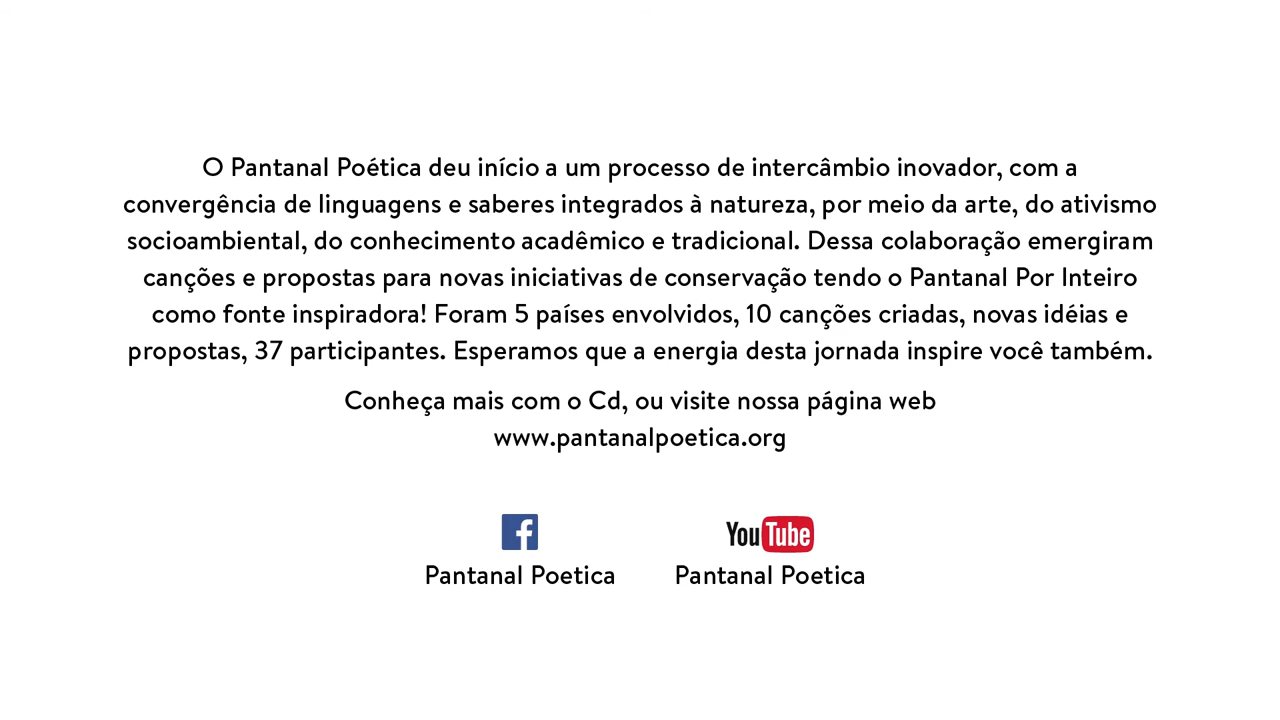 O Pantanal Poética deu início a um processo de intercâmbio inovador, com a
convergência de linguagens e saberes integrados à natureza, por meio da arte, do ativismo
socioambiental, do conhecimento acadêmico e tradicional. Dessa colaboração emergiram
canções e propostas para novas iniciativas de conservação tendo o Pantanal Por Inteiro
como fonte inspiradora! Foram 5 países envolvidos, 10 canções criadas, novas idéias e
propostas, 37 participantes. Esperamos que a energia desta jornada inspire você também.
Conheça mais com o Cd, ou visite nossa página web
www.pantanalpoetica.org
f
YouTube
Pantanal Poetica
Pantanal Poetica